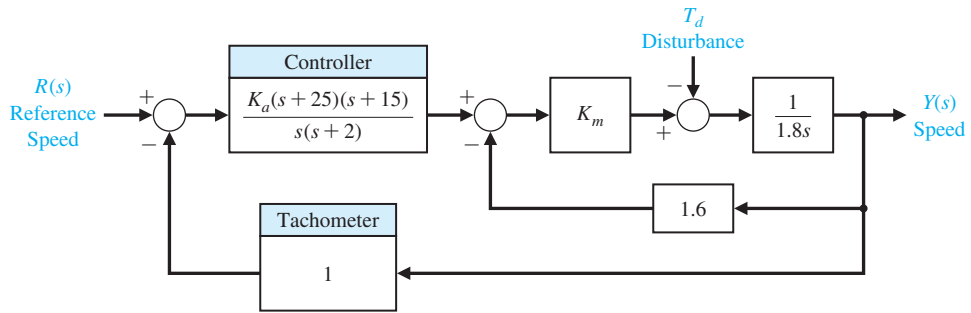 T_d
Disturbance
Controller
R(s)
Reference
Speed
+
−
K_a(s + 25)(s + 15)
s(s + 2)
+
−
K_m
−
+
1
1.8s
Y(s)
Speed
1.6
Tachometer
1